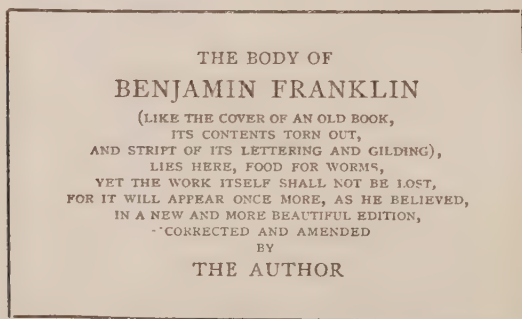 THE BODY OF
BENJAMIN FRANKLIN
(LIKE THE COVER OF AN OLD BOOK,
ITS CONTENTS TORN OUT,
AND STRIPT OF ITS LETTERING AND GILDING),
LIES HERE, FOOD FOR WORMS,
YET THE WORK ITSELF SHALL NOT BE LOST,
FOR IT WILL APPEAR ONCE MORE, AS HE BELIEVED,
IN A NEW AND MORE BEAUTIFUL EDITION,
CORRECTED AND AMENDED
BY
THE AUTHOR